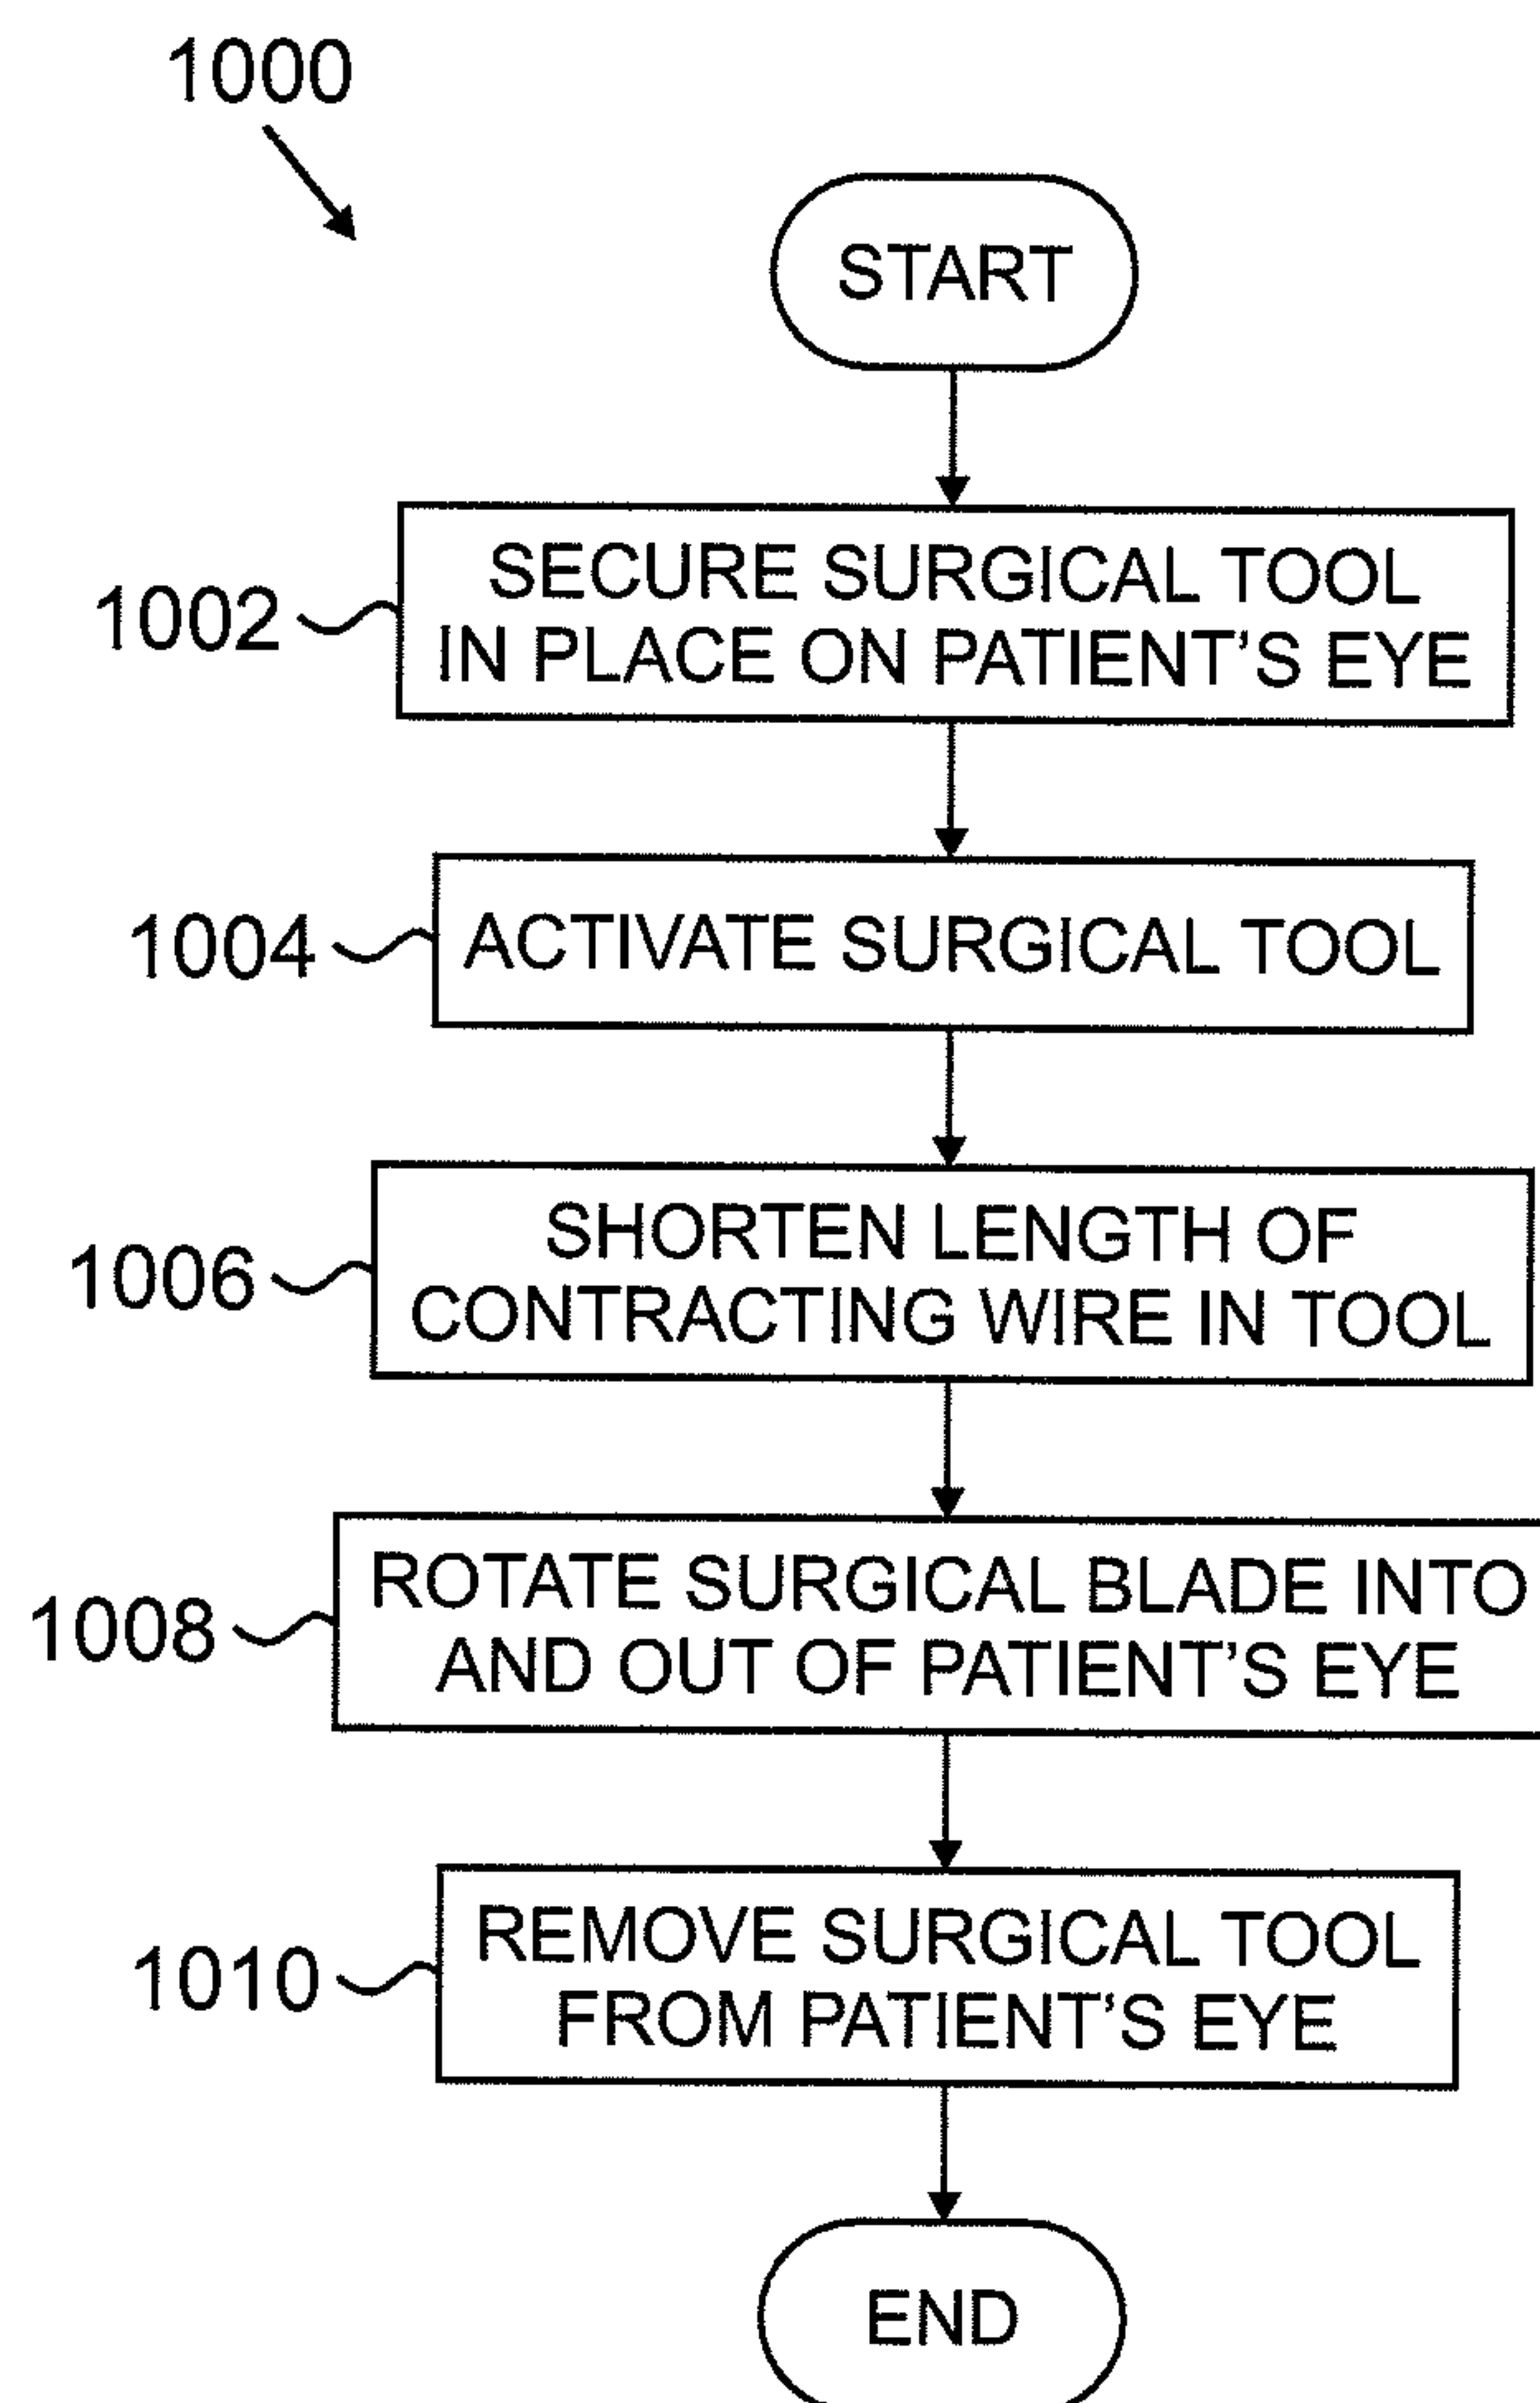 1000
START
1002
SECURE SURGICAL TOOL
IN PLACE ON PATIENT'S EYE
1004
ACTIVATE SURGICAL TOOL
1006
SHORTEN LENGTH OF
CONTRACTING WIRE IN TOOL
1008
ROTATE SURGICAL BLADE INTO
AND OUT OF PATIENT'S EYE
1010
REMOVE SURGICAL TOOL
FROM PATIENT'S EYE
END